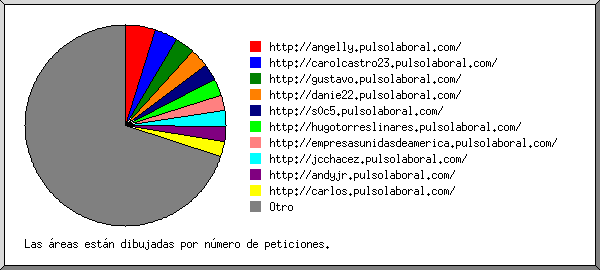 http://angelly.pulsolaboral.com/
http://carolcastro23.pulsolaboral.com/
http://gustavo.pulsolaboral.com/
http://danie22.pulsolaboral.com/
http://s0c5.pulsolaboral.com/
http://hugotorreslinares.pulsolaboral.com/
http://empresasunidasdeamerica.pulsolaboral.com/
http://jcchacez.pulsolaboral.com/
http://andyjr.pulsolaboral.com/
http://carlos.pulsolaboral.com/
Otro
Las áreas están dibujadas por número de peticiones.